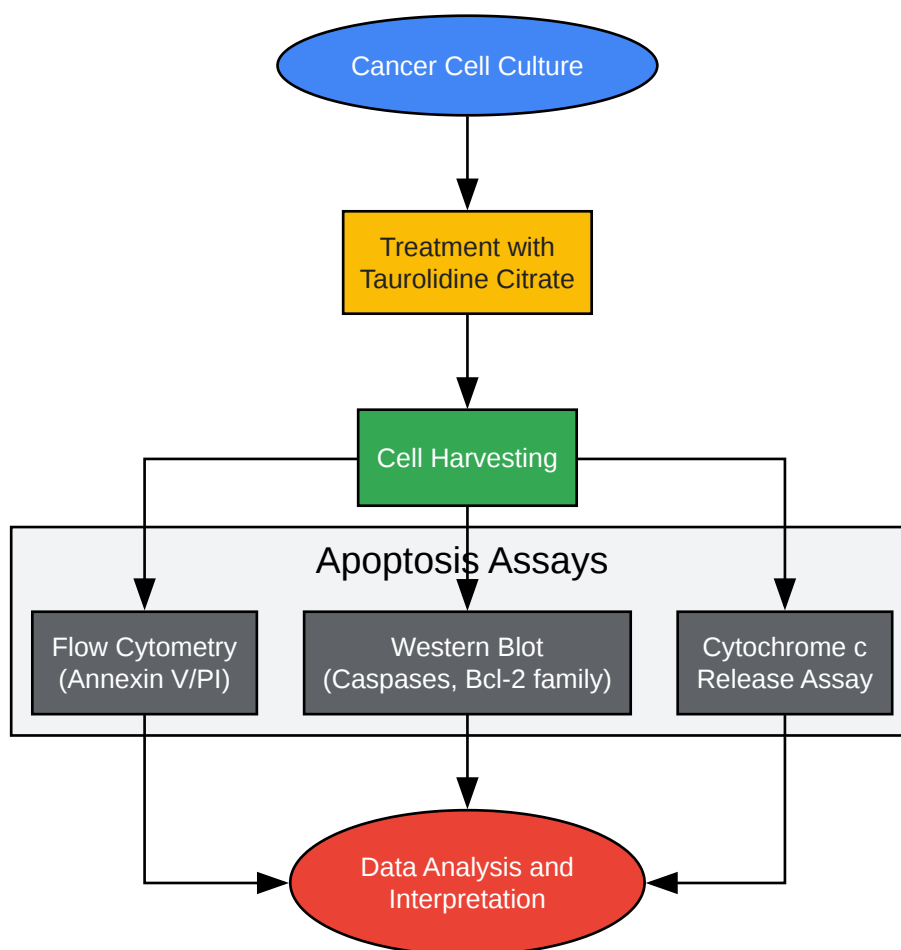 Cancer Cell Culture
Treatment with
Taurolidine Citrate
Cell Harvesting
Apoptosis Assays
Flow Cytometry
(Annexin V/PI)
Western Blot
(Caspases, Bcl-2 family)
Cytochrome c
Release Assay
Data Analysis and
Interpretation